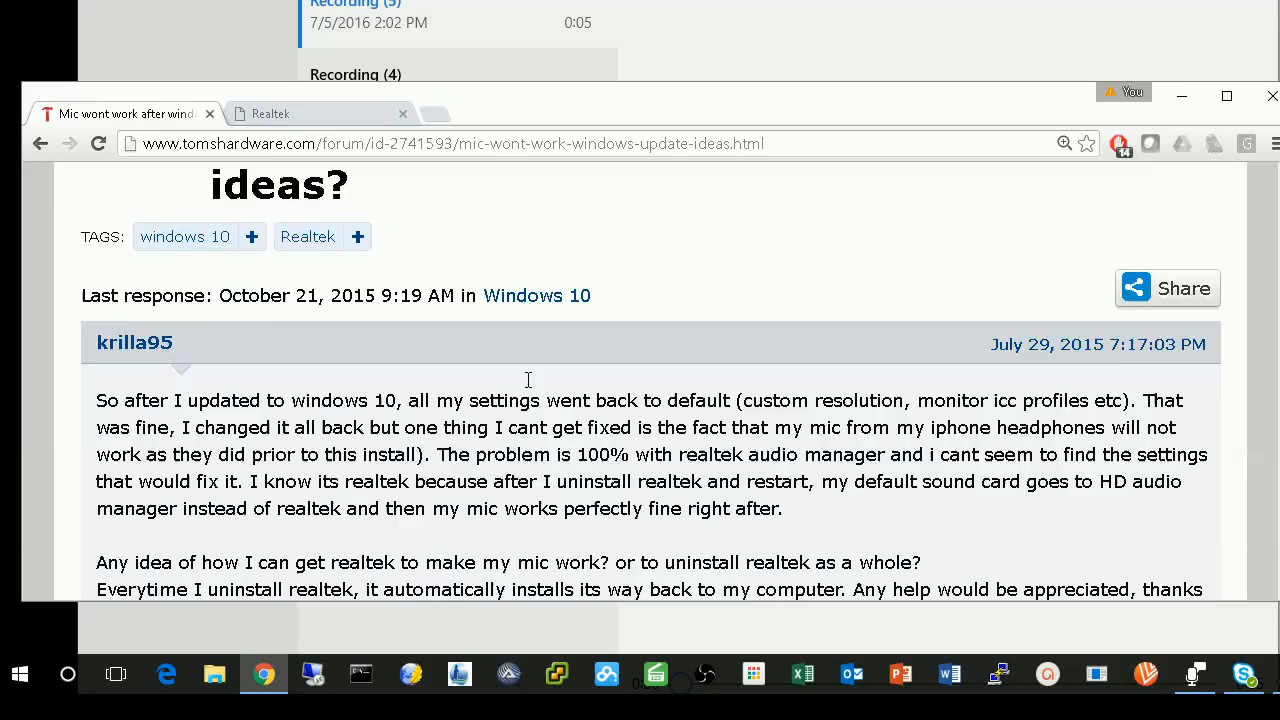 Recording (5)
7/5/2016 2:02 PM 0:05
Recording (4)
You
Mic wont work after wind
Realtek
www.tomshardware.com/forum/id-2741593/mic-wont-work-windows-update-ideas.html
14
G
ideas?
TAGS: windows 10 + Realtek +
Last response: October 21, 2015 9:19 AM in Windows 10
Share
krilla95 July 29, 2015 7:17:03 PM
So after I updated to windows 10, all my settings went back to default (custom resolution, monitor icc profiles etc). That
was fine, I changed it all back but one thing I cant get fixed is the fact that my mic from my iphone headphones will not
work as they did prior to this install). The problem is 100% with realtek audio manager and i cant seem to find the settings
that would fix it. I know its realtek because after I uninstall realtek and restart, my default sound card goes to HD audio
manager instead of realtek and then my mic works perfectly fine right after.
Any idea of how I can get realtek to make my mic work? or to uninstall realtek as a whole?
Everytime I uninstall realtek, it automatically installs its way back to my computer. Any help would be appreciated, thanks